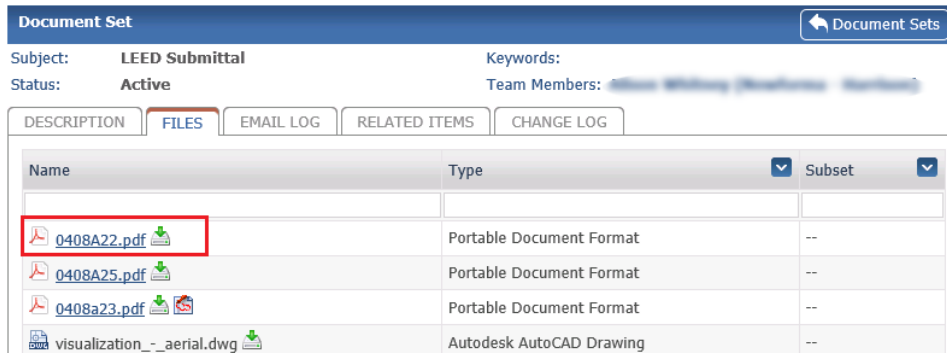 Document Set Document Sets
Subject: LEED Submittal Keywords:
Status: Active Team Members:
DESCRIPTION FILES EMAIL LOG RELATED ITEMS CHANGE LOG
Name Type Subset
0408A22.pdf Portable Document Format --
0408A25.pdf Portable Document Format --
0408a23.pdf Portable Document Format --
visualization_-_aerial.dwg Autodesk AutoCAD Drawing --